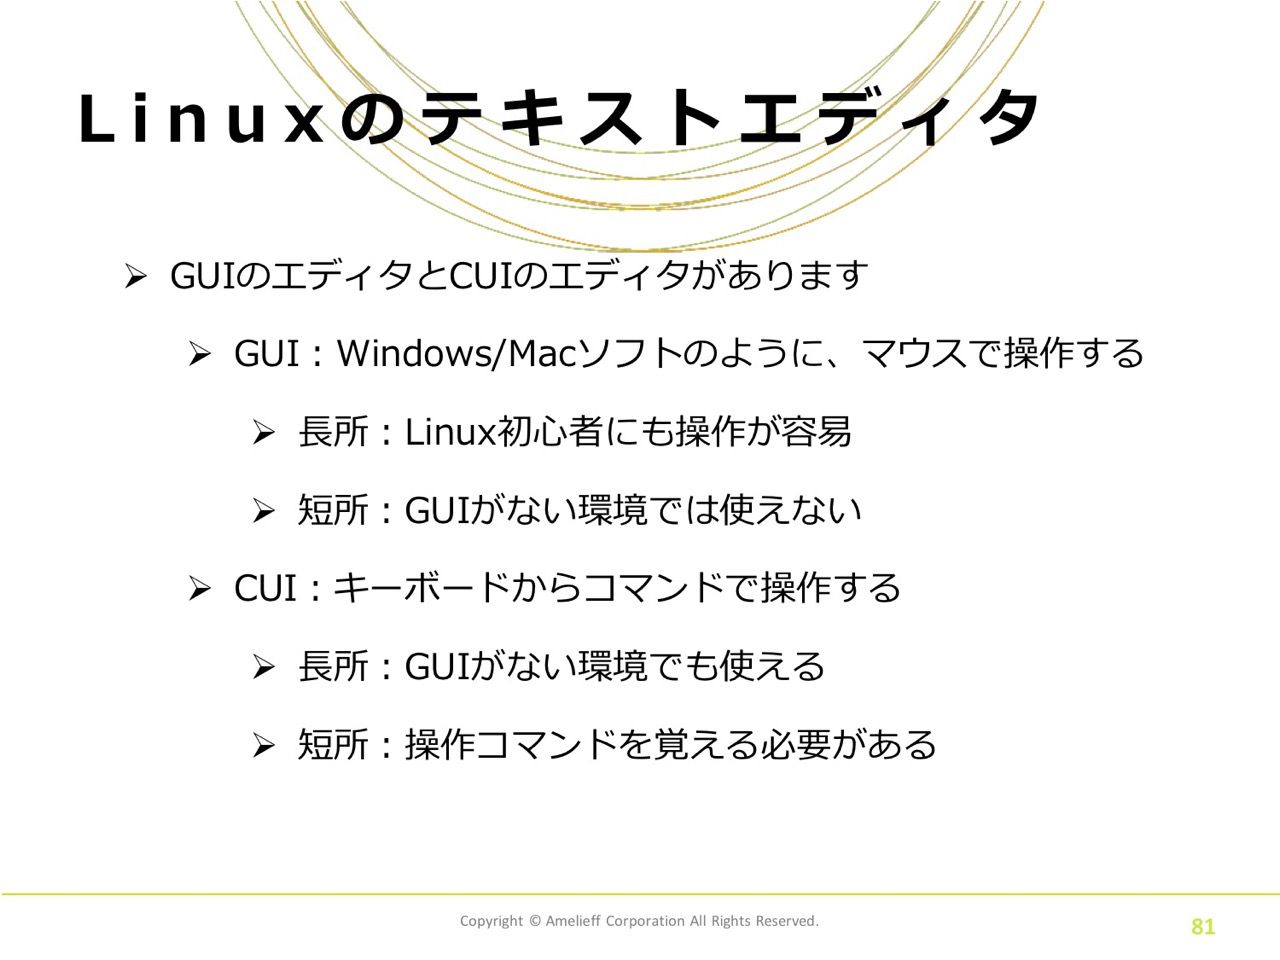 Linuxのテキストエディタ
GUIのエディタとCUIのエディタがあります
GUI：Windows/Macソフトのように、マウスで操作する
長所：Linux初心者にも操作が容易
短所：GUIがない環境では使えない
CUI：キーボードからコマンドで操作する
長所：GUIがない環境でも使える
短所：操作コマンドを覚える必要がある
Copyright © Amelieff Corporation All Rights Reserved.
81